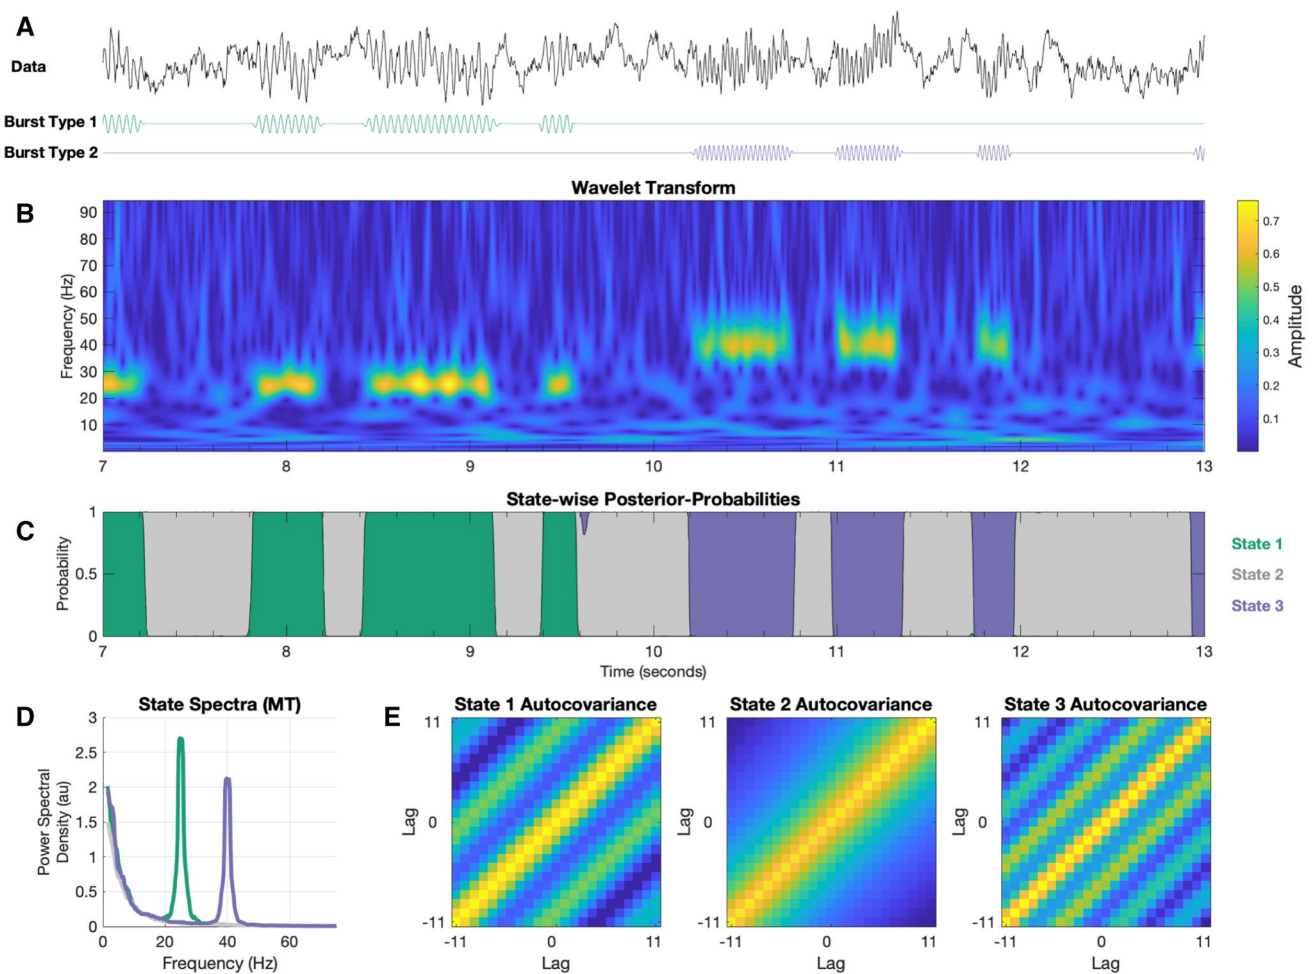 A
Data
Burst Type 1
Burst Type 2
Wavelet Transform
B
Frequency (Hz)
90
80
70
60
50
40
30
20
10
7 8 9 10 11 12 13
0.7
0.6
0.5
0.4
0.3
0.2
0.1
Amplitude
State-wise Posterior-Probabilities
C
Probability
1
0.5
0
7 8 9 10 11 12 13
Time (seconds)
State 1
State 2
State 3
D
State Spectra (MT)
Power Spectral
Density (au)
3
2.5
2
1.5
1
0.5
0
0 20 40 60
Frequency (Hz)
E
State 1 Autocovariance
Lag
11
0
-11
-11 0 11
Lag
State 2 Autocovariance
Lag
11
0
-11
-11 0 11
Lag
State 3 Autocovariance
Lag
11
0
-11
-11 0 11
Lag